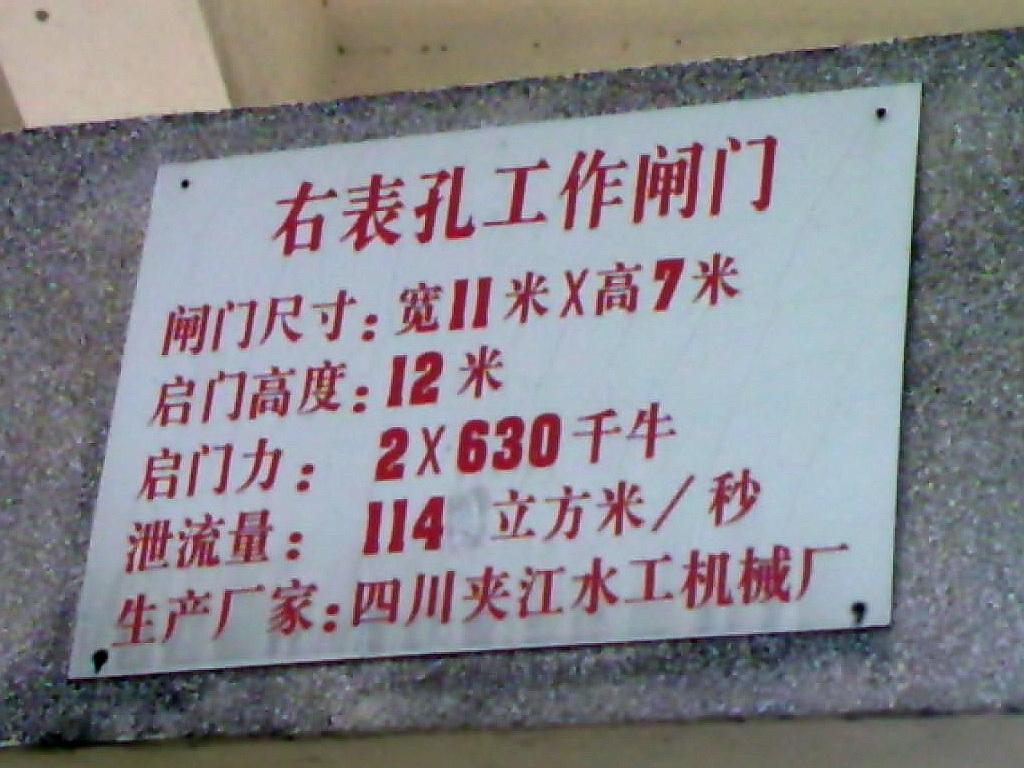 右表孔工作闸门
闸门尺寸：宽11米X高7米
启门高度：12米
启门力：2X630千牛
泄流量：114 立方米/秒
生产厂家：四川夹江水工机械厂